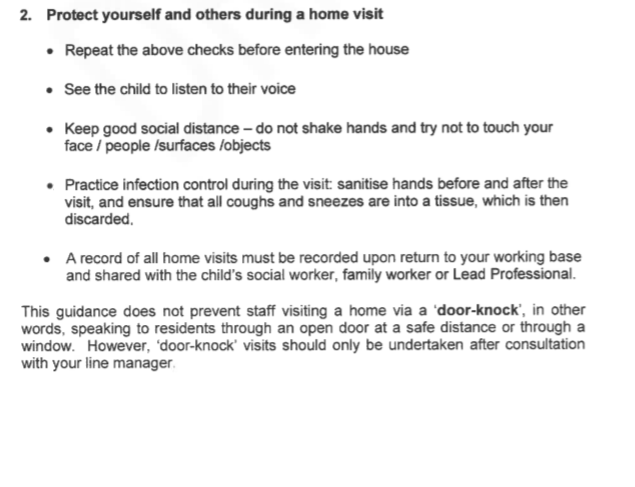 2. Protect yourself and others during a home visit
• Repeat the above checks before entering the house
• See the child to listen to their voice
• Keep good social distance – do not shake hands and try not to touch your
face / people /surfaces /objects
• Practice infection control during the visit: sanitise hands before and after the
visit, and ensure that all coughs and sneezes are into a tissue, which is then
discarded.
• A record of all home visits must be recorded upon return to your working base
and shared with the child's social worker, family worker or Lead Professional.
This guidance does not prevent staff visiting a home via a 'door-knock', in other
words, speaking to residents through an open door at a safe distance or through a
window. However, 'door-knock' visits should only be undertaken after consultation
with your line manager.